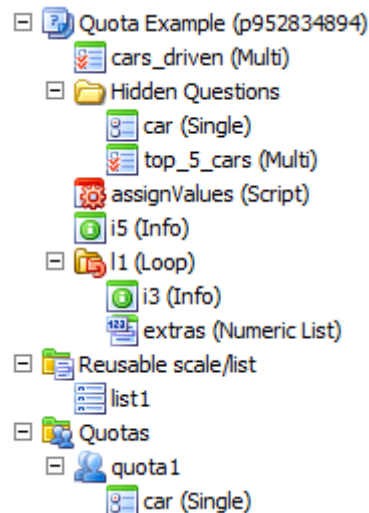 Quota Example (p952834894)
cars_driven (Multi)
Hidden Questions
car (Single)
top_5_cars (Multi)
assignValues (Script)
i5 (Info)
l1 (Loop)
i3 (Info)
extras (Numeric List)
Reusable scale/list
list1
Quotas
quota1
car (Single)